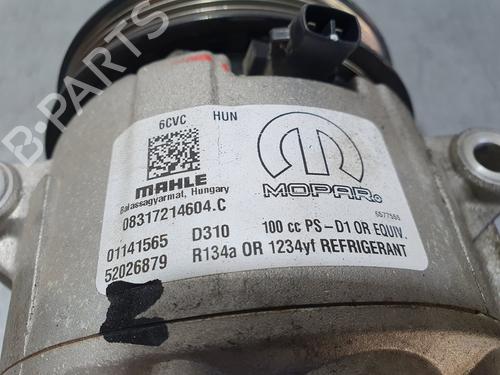 6CVC HUN
MAHLE
Balassagyarmat, Hungary
MOPAR
08317214604.C
01141565 D310 100 cc PS-D1 OR EQUIV.
52026879 R134a OR 1234yf REFRIGERANT
B-PARTS